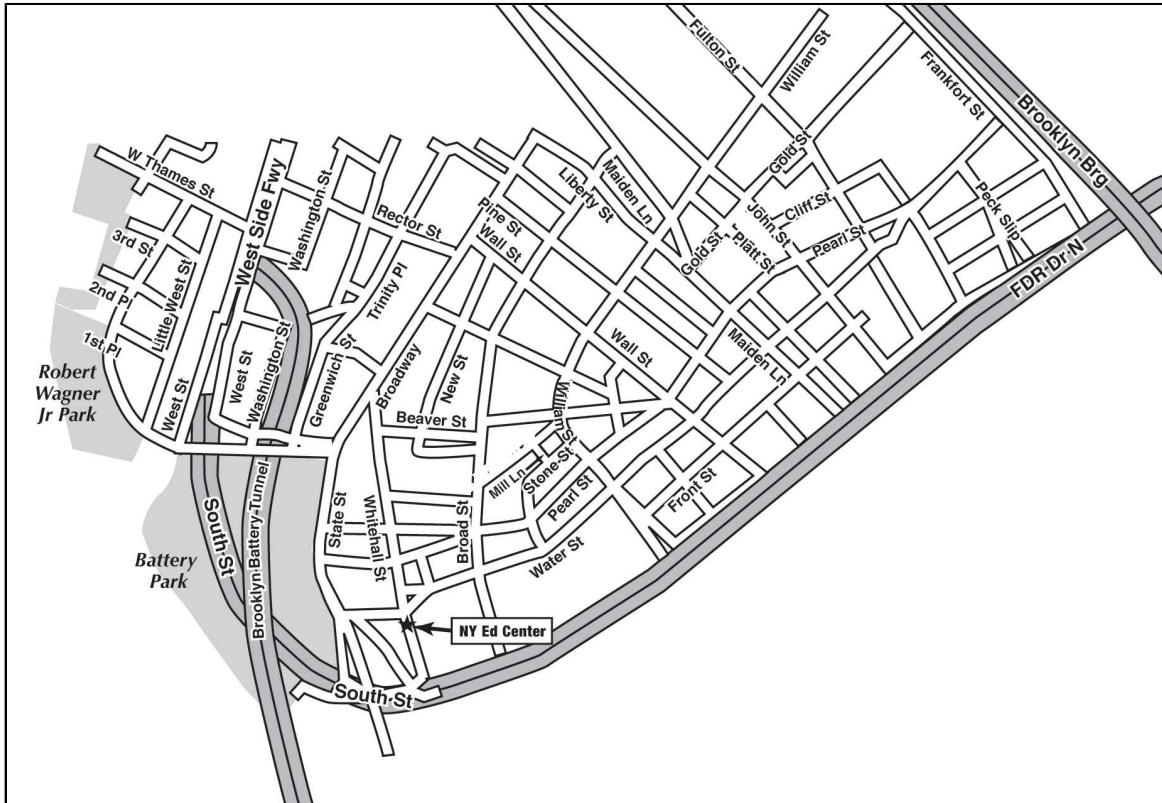 Fulton St
William St
Frankfort St
Brooklyn Brg
W Thames St
West Side Fwy
Washington St
Maiden Ln
Gold St
Liberty St
Rector St
Pine St
Wall St
Cliff St
John St
Platt St
Pearl St
Gold St
Peck Slip
FDR Dr N
3rd St
2nd Pl
1st Pl
Little West St
Trinity Pl
Robert
Wagner
Jr Park
West St
West St
Washington St
Greenwich St
Broadway
New St
Wall St
Maiden Ln
Beaver St
William St
Mill Ln
Stone St
Pearl St
Front St
South St
Brooklyn-Battery-Tunnel
State St
Whitehall St
Broad St
Water St
Battery
Park
NY Ed Center
South St